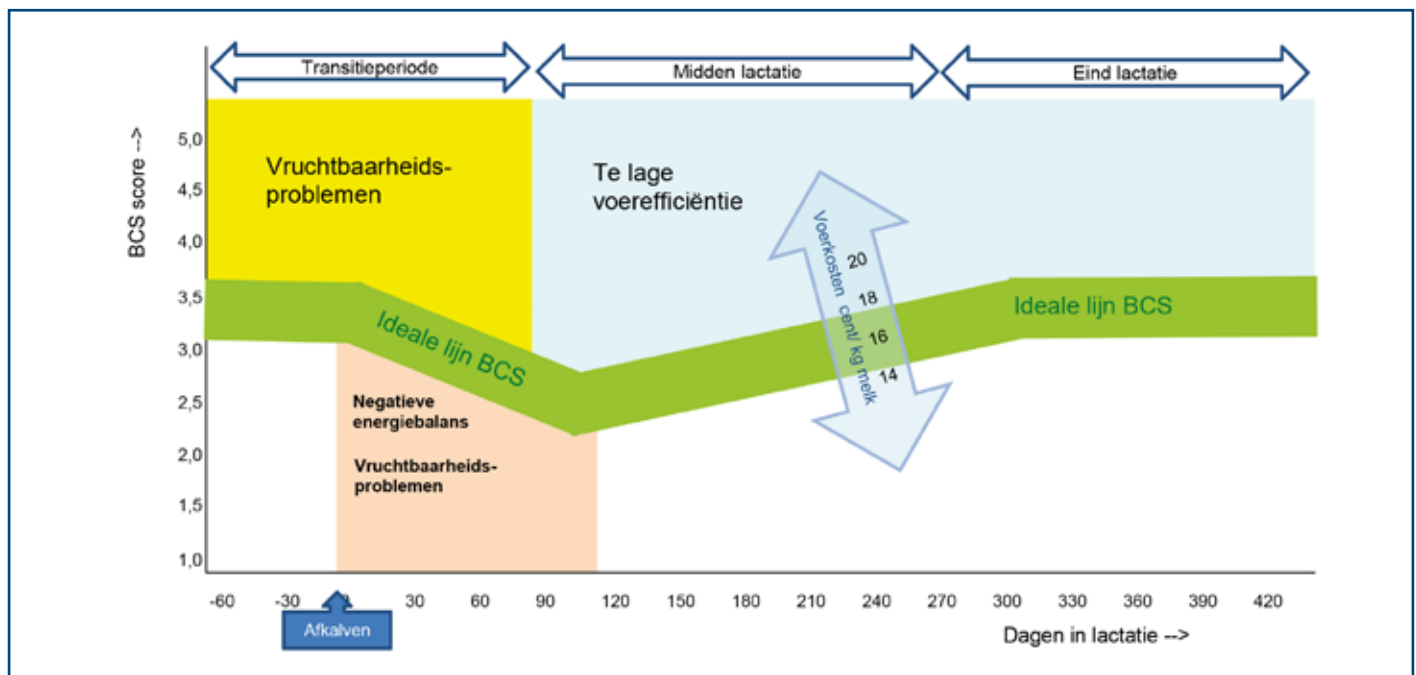 Transitieperiode
Midden lactatie
Eind lactatie
BCS score -->
5,0
4,5
4,0
3,5
3,0
2,5
2,0
1,5
1,0
Vruchtbaarheids-
problemen
Te lage
voerefficiëntie
Voerkosten cent/ kg melk
20
18
16
14
Ideale lijn BCS
Ideale lijn BCS
Negatieve
energiebalans
Vruchtbaarheids-
problemen
-60 -30 0 30 60 90 120 150 180 210 240 270 300 330 360 390 420
Afkalven
Dagen in lactatie -->